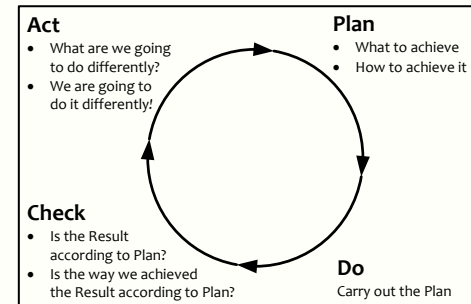 Act
• What are we going
to do differently?
• We are going to
do it differently!
Plan
• What to achieve
• How to achieve it
Check
• Is the Result
according to Plan?
• Is the way we achieved
the Result according to Plan?
Do
Carry out the Plan